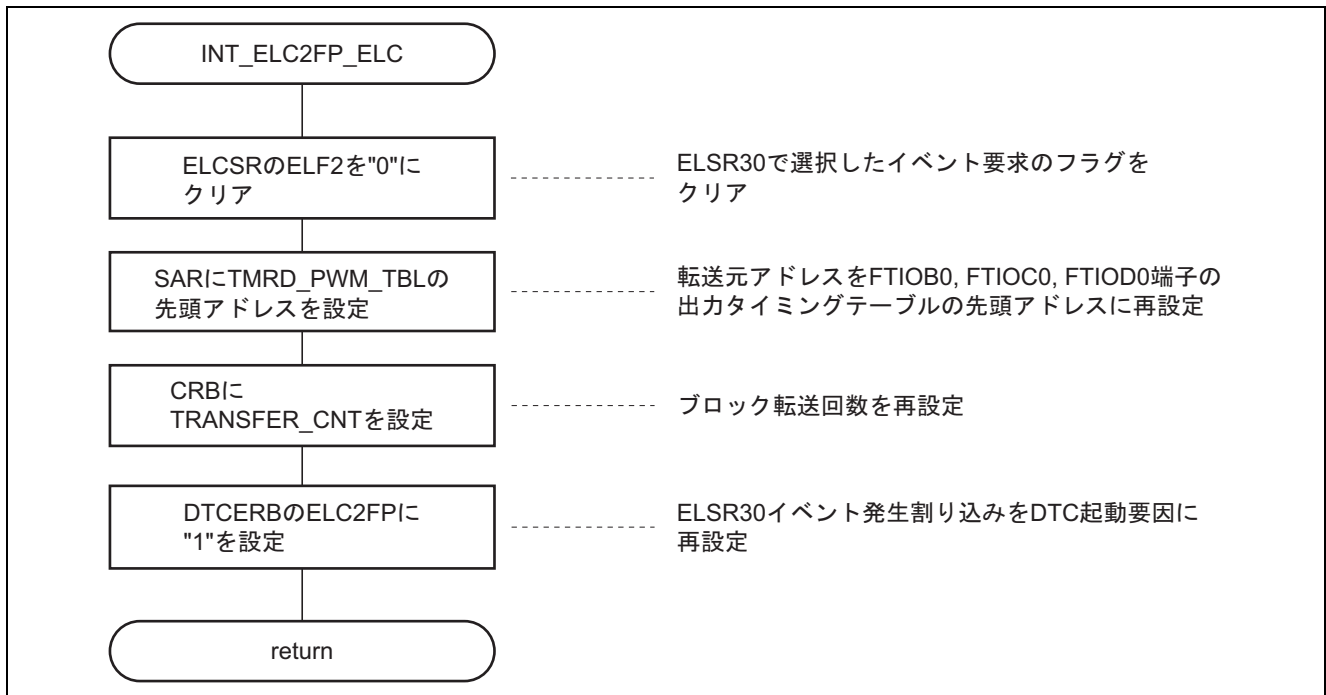 INT_ELC2FP_ELC
ELCSRのELF2を"0"に
クリア
ELSR30で選択したイベント要求のフラグを
クリア
SARにTMRD_PWM_TBLの
先頭アドレスを設定
転送元アドレスをFTIOB0, FTIOC0, FTIOD0端子の
出力タイミングテーブルの先頭アドレスに再設定
CRBに
TRANSFER_CNTを設定
ブロック転送回数を再設定
DTCERBのELC2FPに
"1"を設定
ELSR30イベント発生割り込みをDTC起動要因に
再設定
return